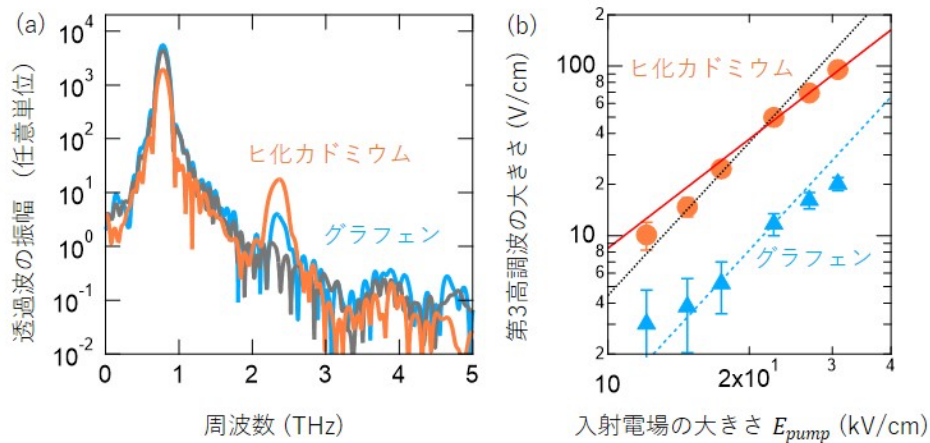 (a)
透過波の振幅 (任意単位)
10^4
10^3
10^2
10^1
10^0
10^-1
10^-2
ヒ化カドミウム
グラフェン
0 1 2 3 4 5
周波数 (THz)
(b)
第3高調波の大きさ (V/cm)
2
100
8
6
4
2
10
8
6
4
2
ヒ化カドミウム
グラフェン
10 2x10^1 3 4
入射電場の大きさ E_pump (kV/cm)